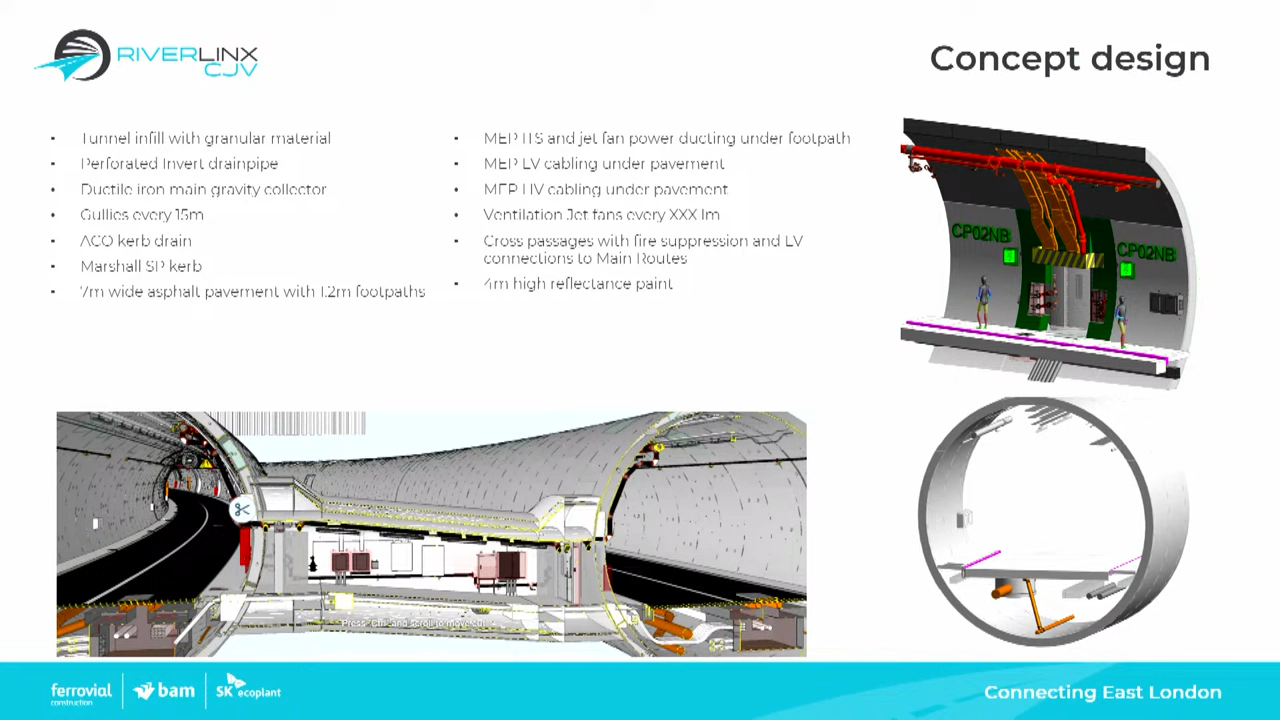 RIVERLINX
CJV
Concept design
Tunnel infill with granular material
Perforated Invert drainpipe
Ductile iron main gravity collector
Gullies every 15m
ACO kerb drain
Marshall SP kerb
7m wide asphalt pavement with 1.2m footpaths
MEP ITS and jet fan power ducting under footpath
MEP LV cabling under pavement
MEP HV cabling under pavement
Ventilation Jet fans every XXX lm
Cross passages with fire suppression and LV
connections to Main Routes
4m high reflectance paint
CP02NB
CP02NB
Press 'Ctrl' and scroll to move cut
ferrovial
construction
bam
SK ecoplant
Connecting East London